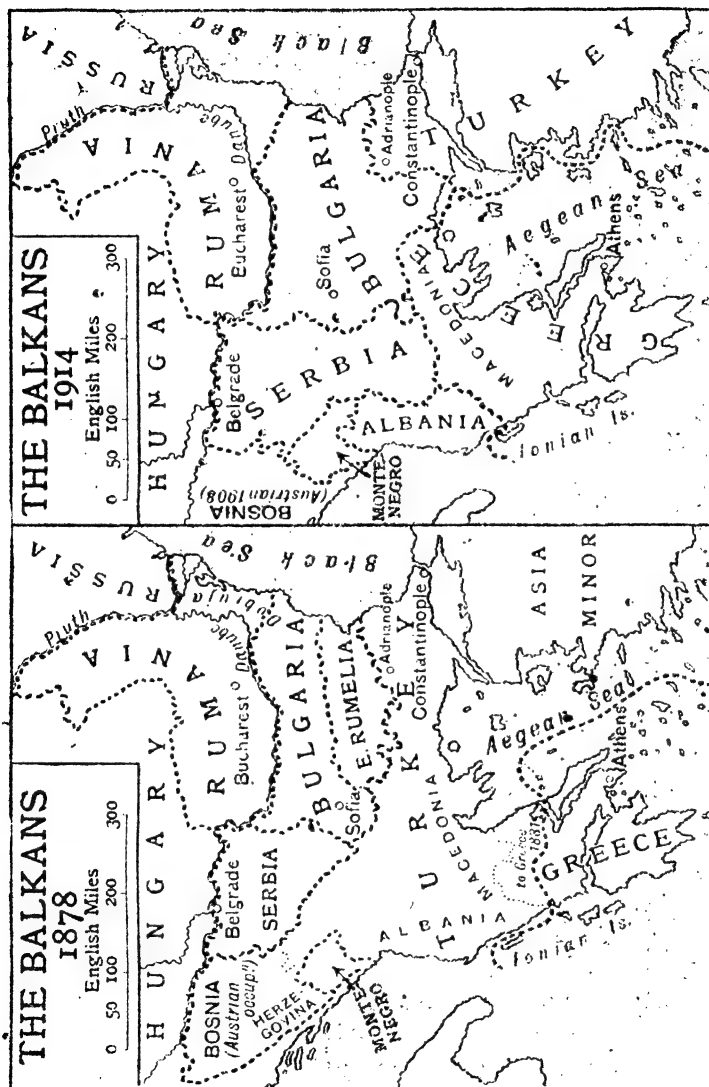 THE BALKANS
1878
English Miles
0 50 100 200 300
HUNGARY
RUSSIA
Pruth
RUMANIA
Bucharest
Danube
Dobruja
Black Sea
Belgrade
BOSNIA
(Austrian occupn)
HERZE
GOVINA
MONTE
NEGRO
SERBIA
BULGARIA
Sofia
E. RUMELIA
Adrianople
Constantinople
TURKEY
MACEDONIA
ALBANIA
to Greece
1881
GREECE
Athens
Ionian Is.
Aegean Sea
ASIA
MINOR
THE BALKANS
1914
English Miles
0 50 100 200 300
HUNGARY
RUSSIA
Pruth
RUMANIA
Bucharest
Danube
Black Sea
Belgrade
BOSNIA
(Austrian 1908)
MONTE
NEGRO
SERBIA
BULGARIA
Sofia
Adrianople
Constantinople
TURKEY
MACEDONIA
ALBANIA
GREECE
Athens
Ionian Is.
Aegean Sea